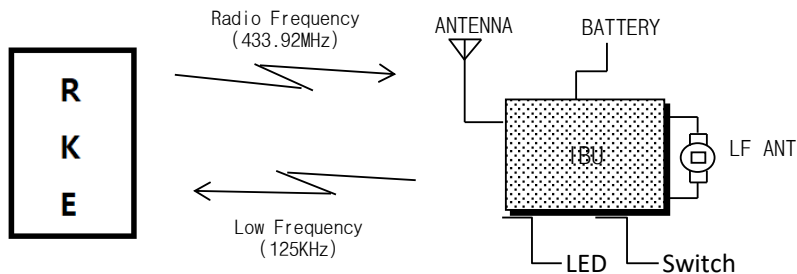 Radio Frequency
(433.92MHz)
ANTENNA
BATTERY
R
K
E
IBU
LF ANT
Low Frequency
(125KHz)
LED
Switch